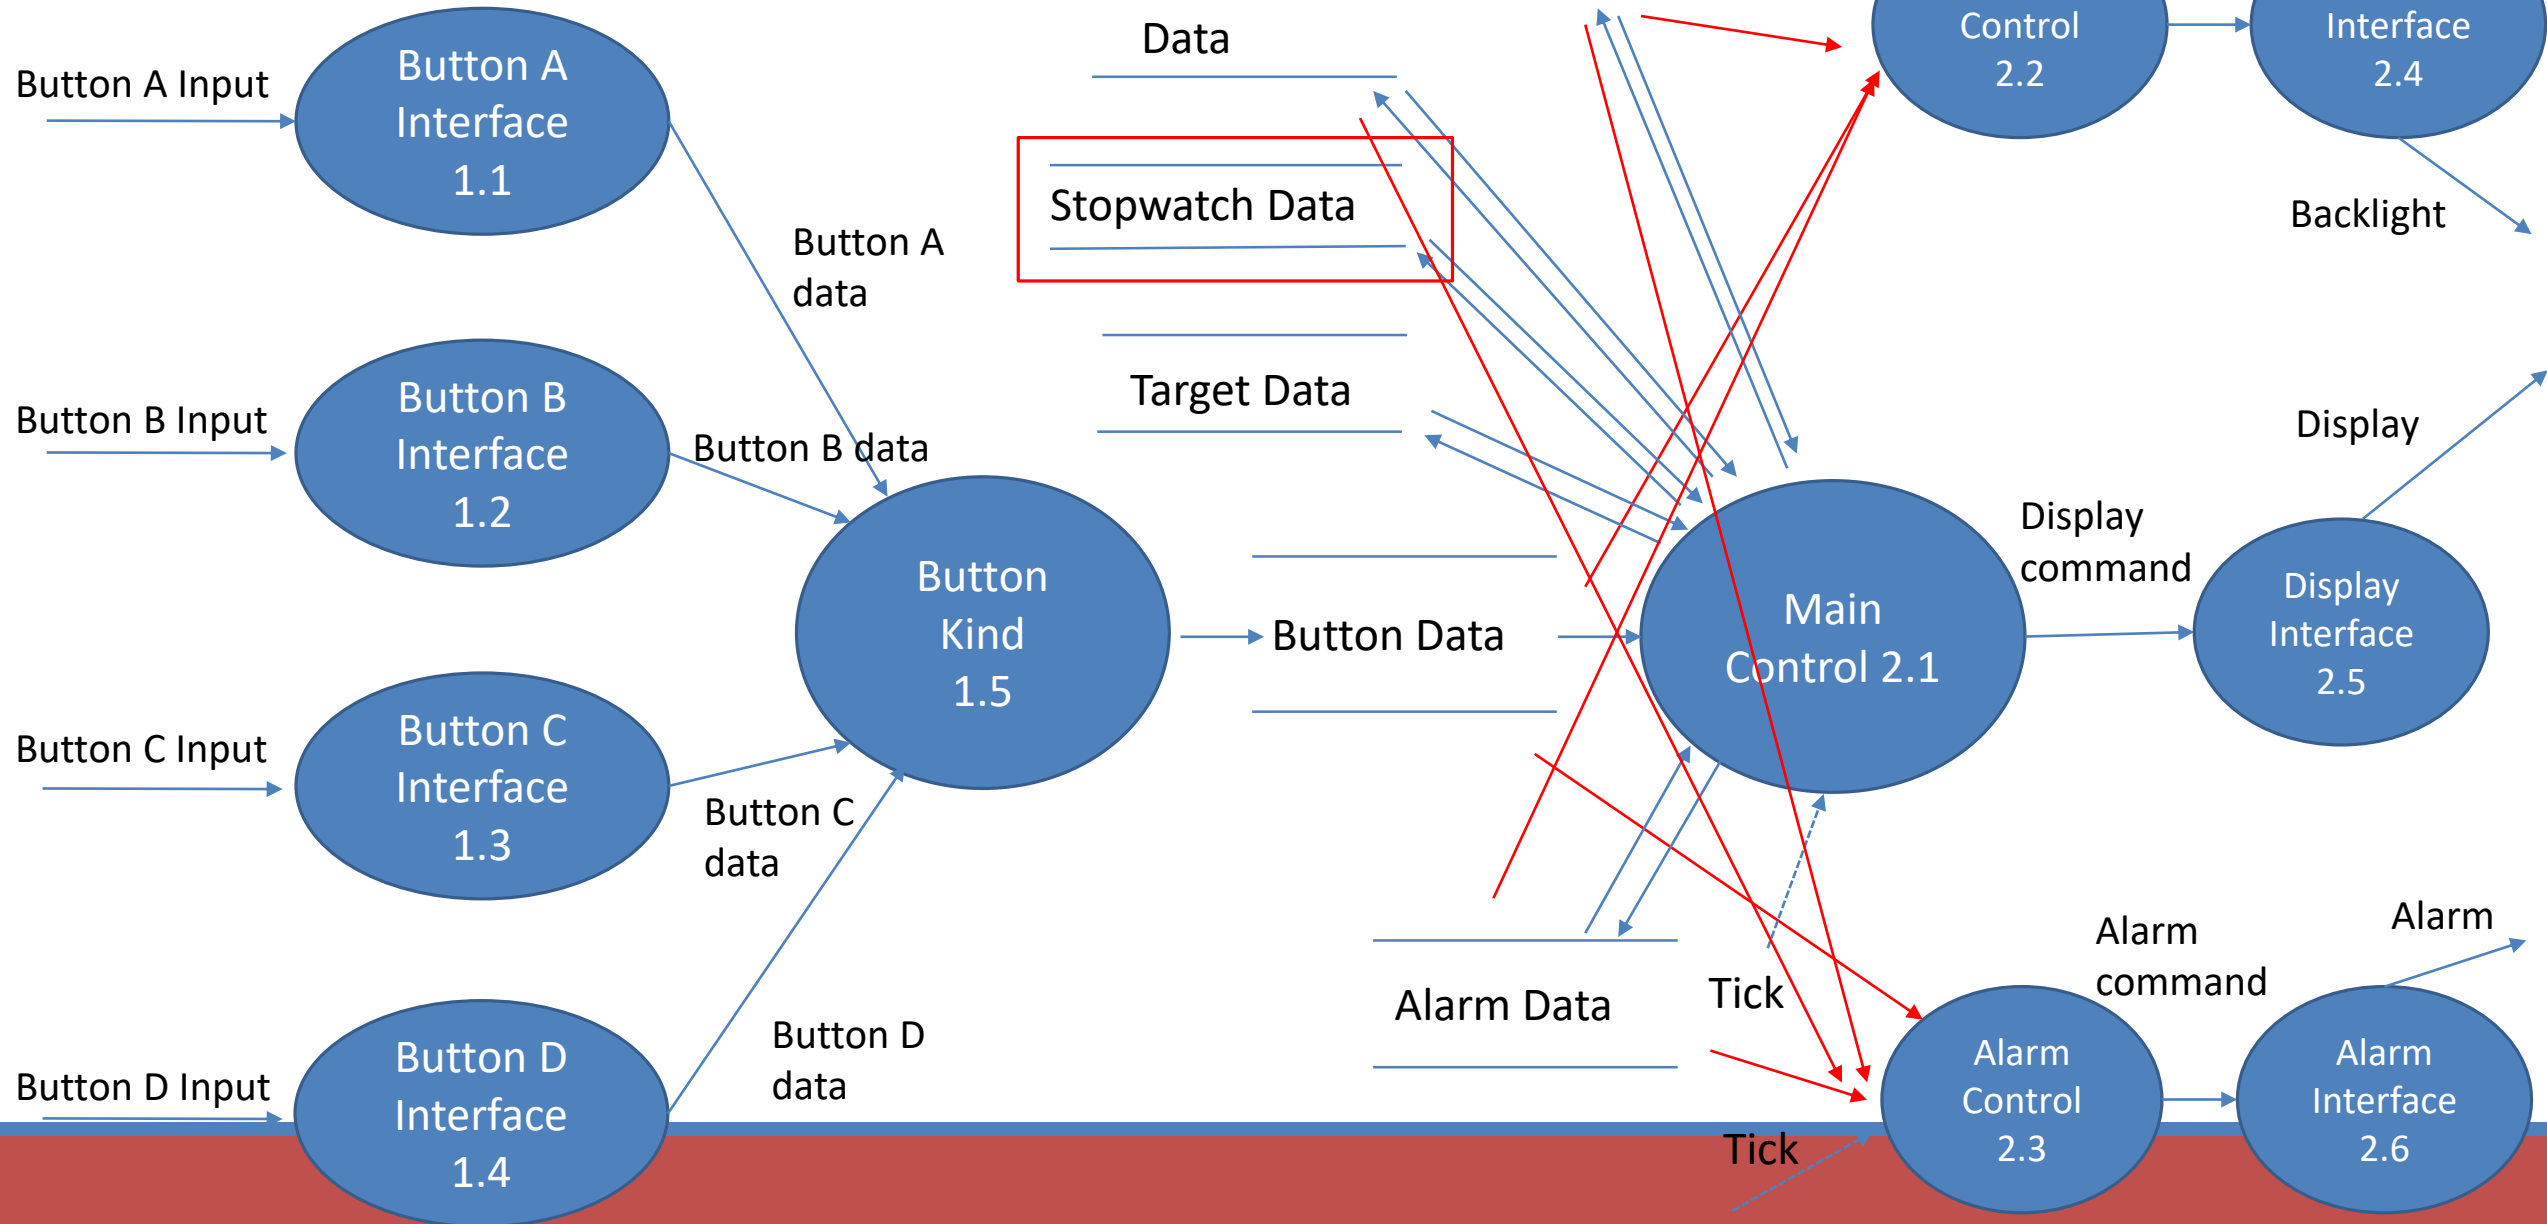 Button A Input
Button A
Interface
1.1
Button A
data
Button B Input
Button B
Interface
1.2
Button B data
Button C Input
Button C
Interface
1.3
Button C
data
Button D Input
Button D
Interface
1.4
Button D
data
Button
Kind
1.5
Data
Stopwatch Data
Target Data
Button Data
Alarm Data
Main
Control 2.1
Tick
Tick
Control
2.2
Interface
2.4
Backlight
Display
command
Display
Interface
2.5
Display
Alarm
Control
2.3
Alarm
command
Alarm
Interface
2.6
Alarm